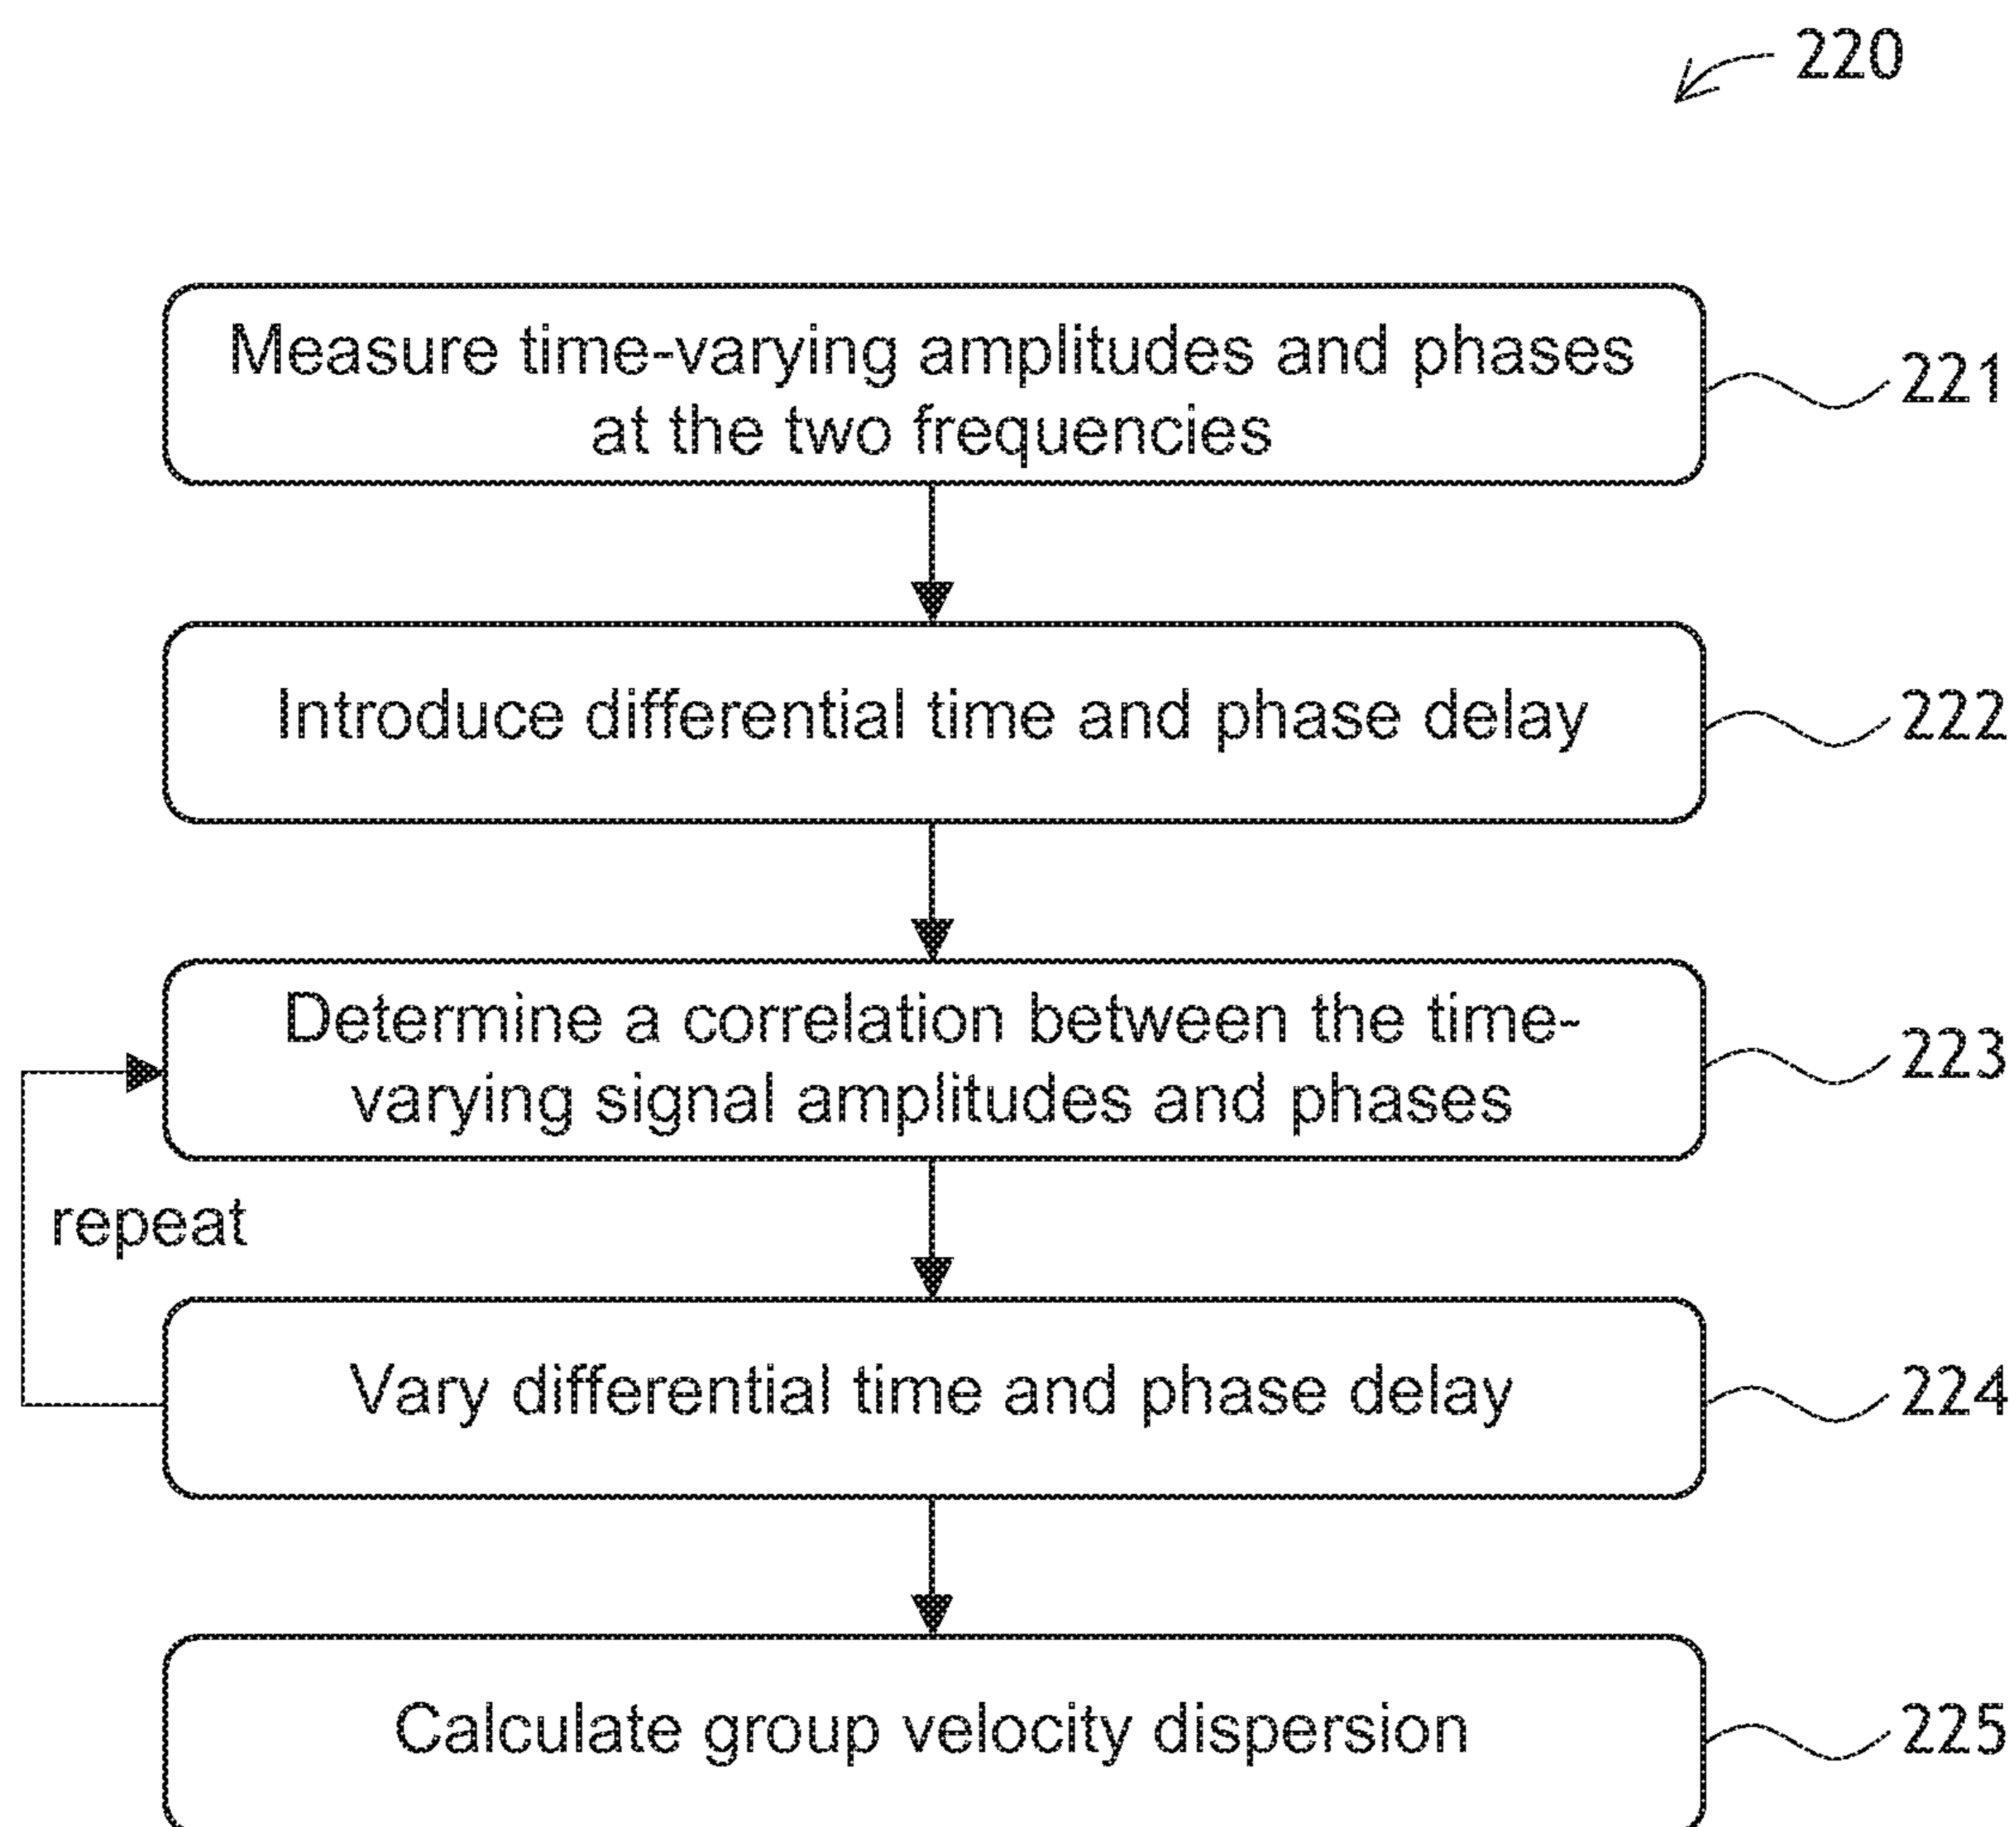 220
Measure time-varying amplitudes and phases
at the two frequencies
221
Introduce differential time and phase delay
222
Determine a correlation between the time-
varying signal amplitudes and phases
223
repeat
Vary differential time and phase delay
224
Calculate group velocity dispersion
225